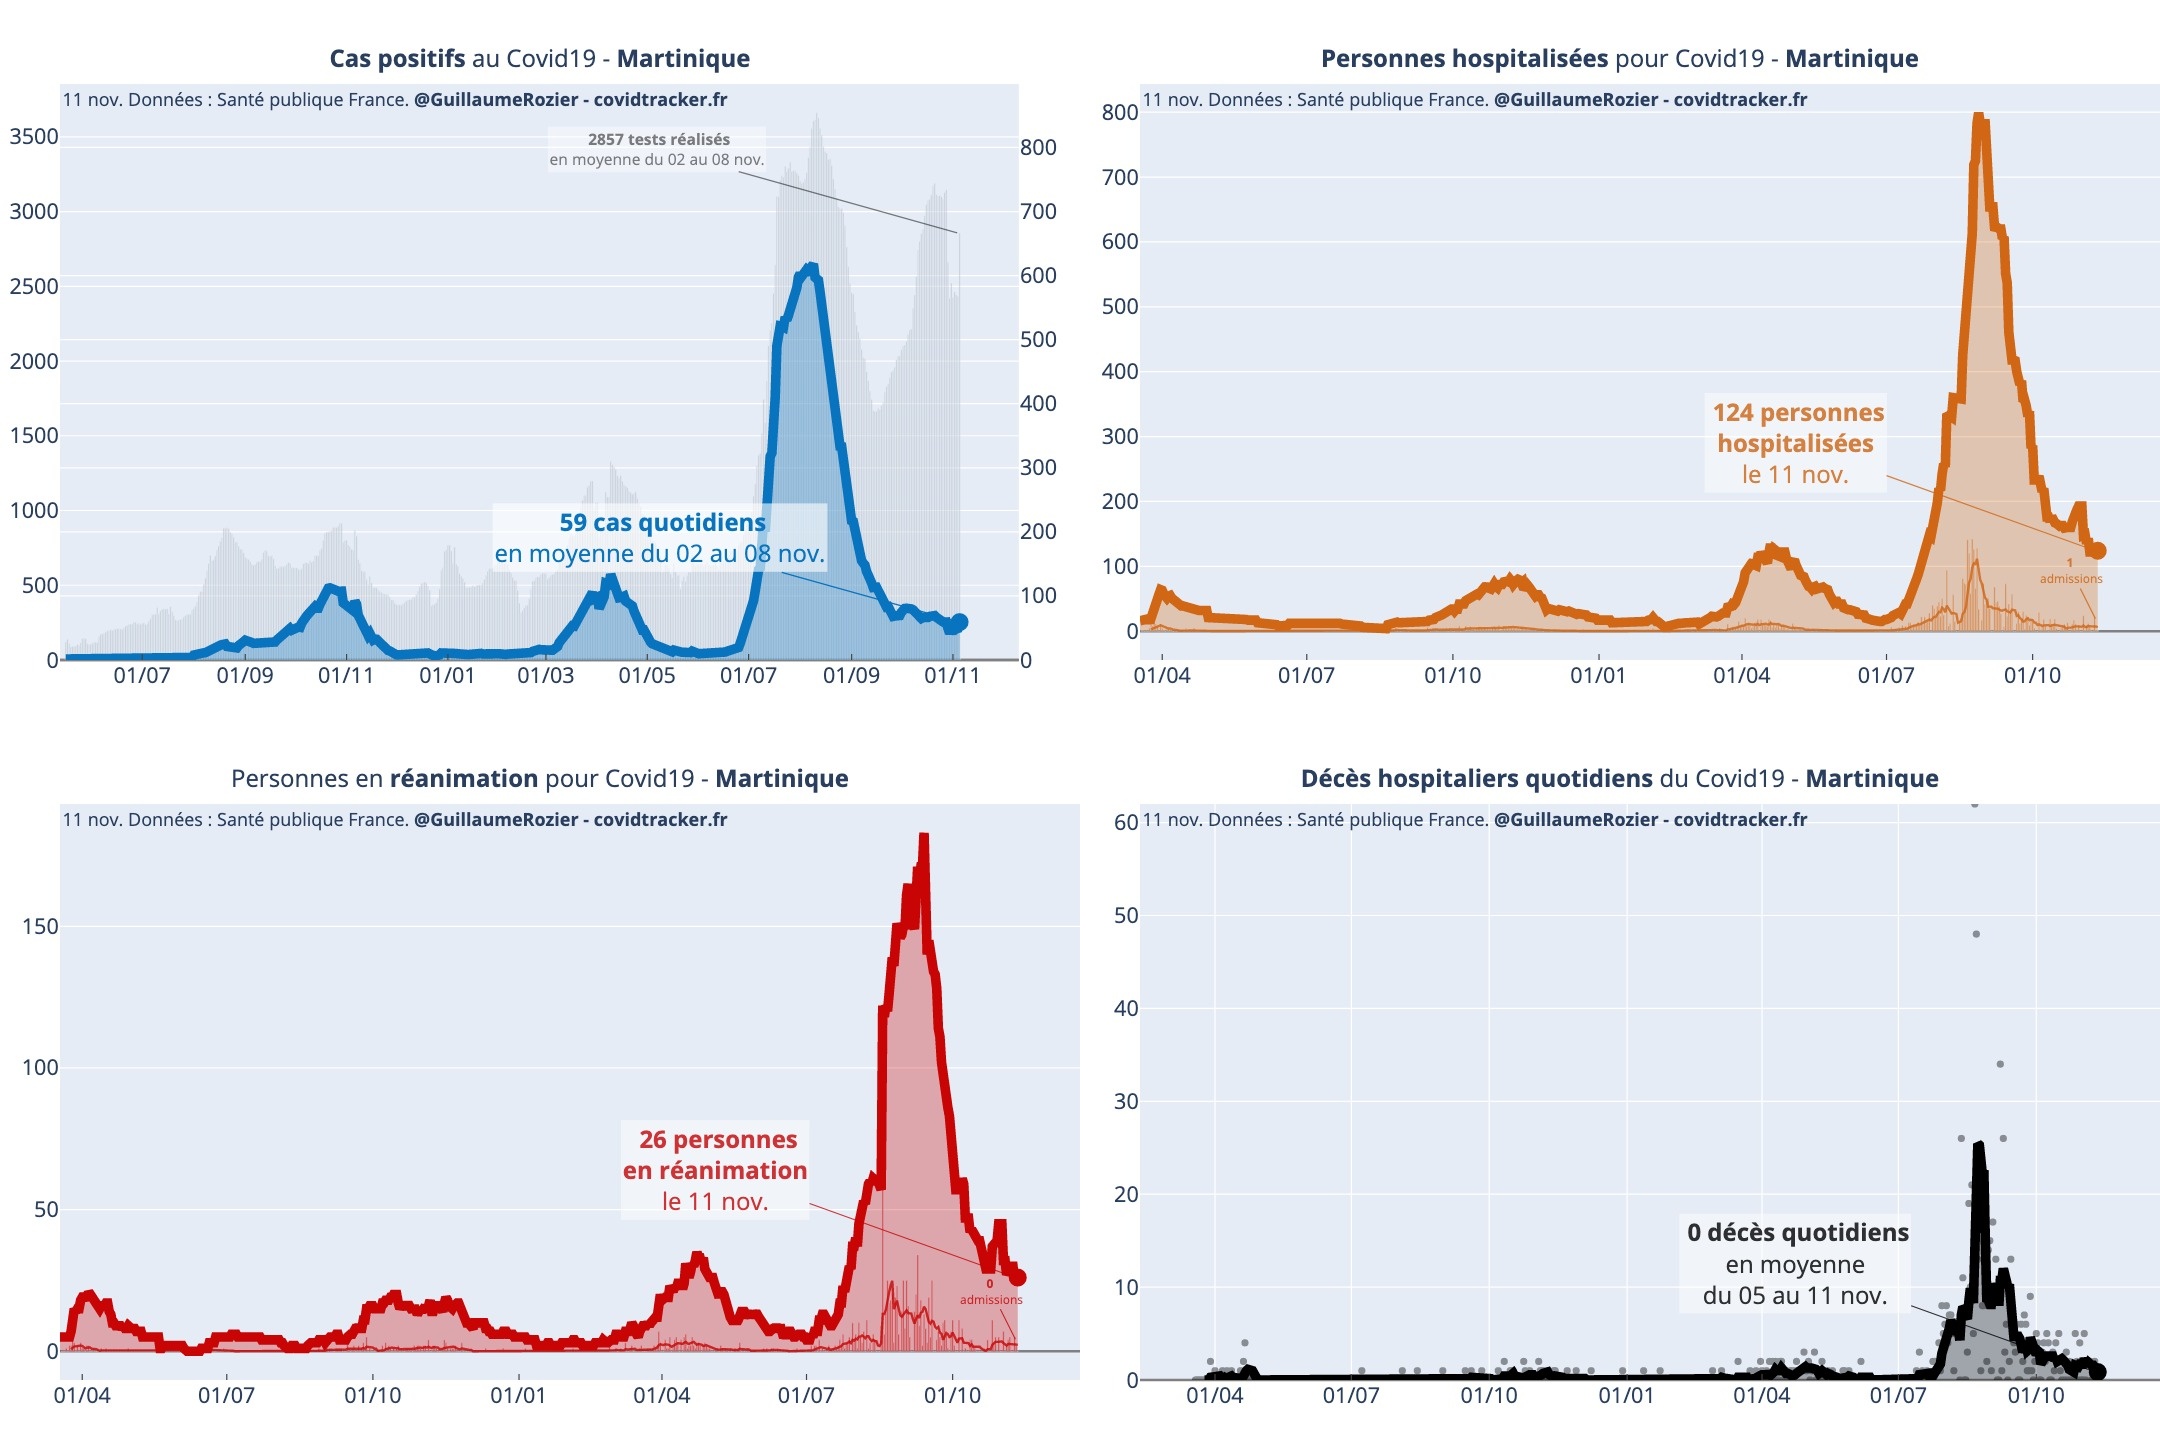 Cas positifs au Covid19 - Martinique
11 nov. Données : Santé publique France. @GuillaumeRozier - covidtracker.fr
2857 tests réalisés
en moyenne du 02 au 08 nov.
59 cas quotidiens
en moyenne du 02 au 08 nov.
3500
3000
2500
2000
1500
1000
500
0
800
700
600
500
400
300
200
100
0
01/07 01/09 01/11 01/01 01/03 01/05 01/07 01/09 01/11
Personnes hospitalisées pour Covid19 - Martinique
11 nov. Données : Santé publique France. @GuillaumeRozier - covidtracker.fr
124 personnes
hospitalisées
le 11 nov.
1
admissions
800
700
600
500
400
300
200
100
0
01/04 01/07 01/10 01/01 01/04 01/07 01/10
Personnes en réanimation pour Covid19 - Martinique
11 nov. Données : Santé publique France. @GuillaumeRozier - covidtracker.fr
26 personnes
en réanimation
le 11 nov.
0
admissions
150
100
50
0
01/04 01/07 01/10 01/01 01/04 01/07 01/10
Décès hospitaliers quotidiens du Covid19 - Martinique
11 nov. Données : Santé publique France. @GuillaumeRozier - covidtracker.fr
0 décès quotidiens
en moyenne
du 05 au 11 nov.
60
50
40
30
20
10
0
01/04 01/07 01/10 01/01 01/04 01/07 01/10